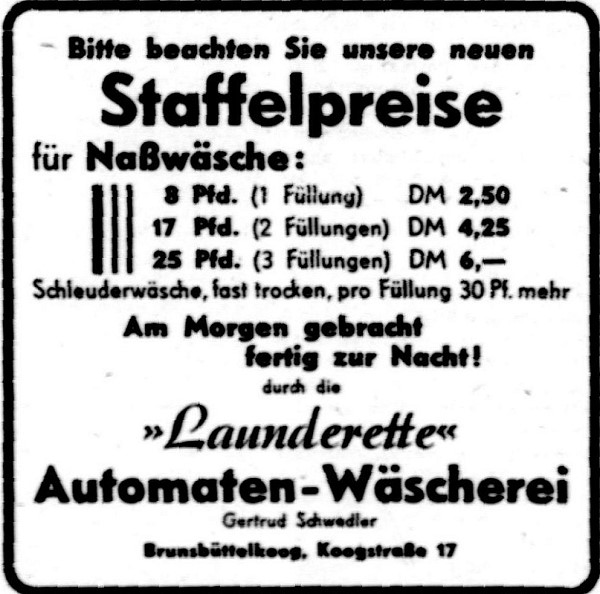 Bitte beachten Sie unsere neuen
Staffelpreise
für Naßwäsche:
8 Pfd. (1 Füllung) DM 2,50
17 Pfd. (2 Füllungen) DM 4,25
25 Pfd. (3 Füllungen) DM 6,—
Schleuderwäsche, fast trocken, pro Füllung 30 Pf. mehr
Am Morgen gebracht
fertig zur Nacht!
durch die
»Launderette«
Automaten-Wäscherei
Gertrud Schwedler
Brunsbüttelkoog, Koogstraße 17